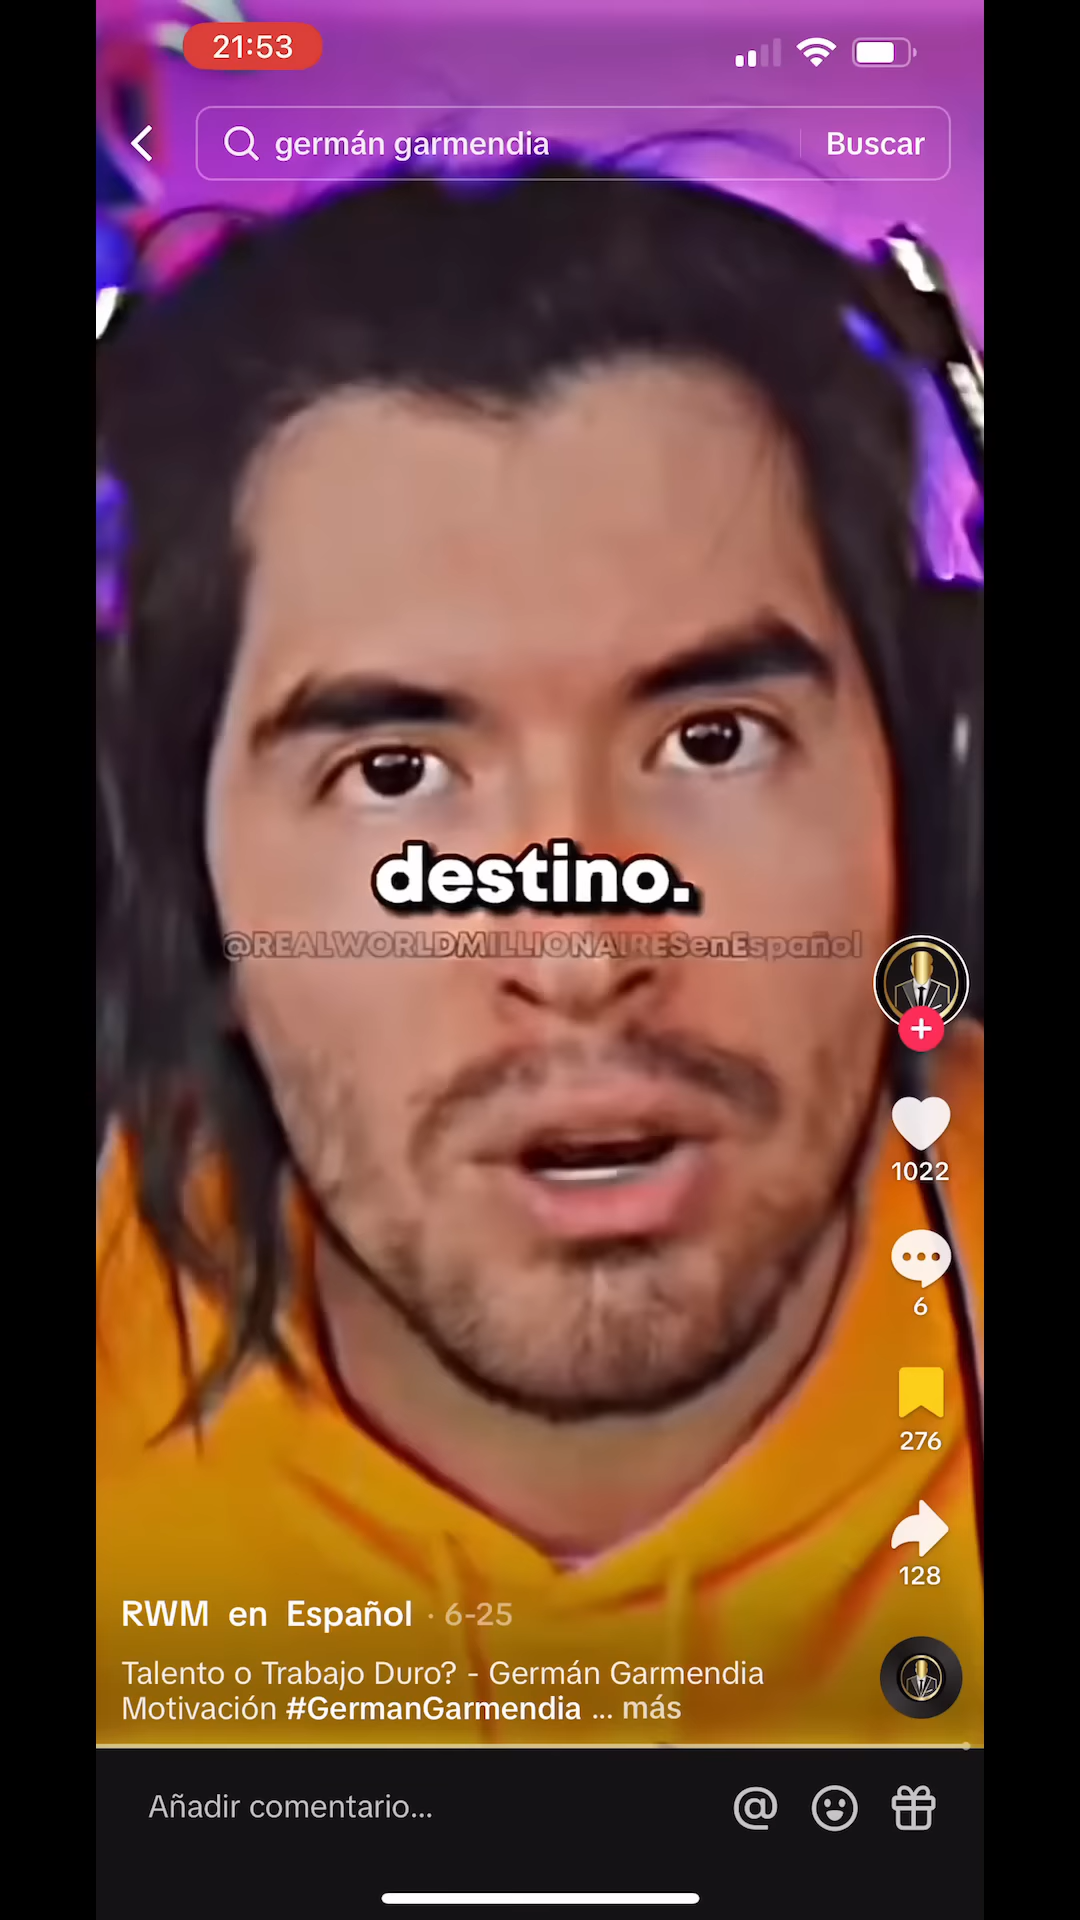 21:53
germán garmendia
Buscar
destino.
@REALWORLDMILLIONAIRESenEspañol
1022
6
276
128
RWM en Español · 6-25
Talento o Trabajo Duro? - Germán Garmendia
Motivación #GermanGarmendia ... más
Añadir comentario...